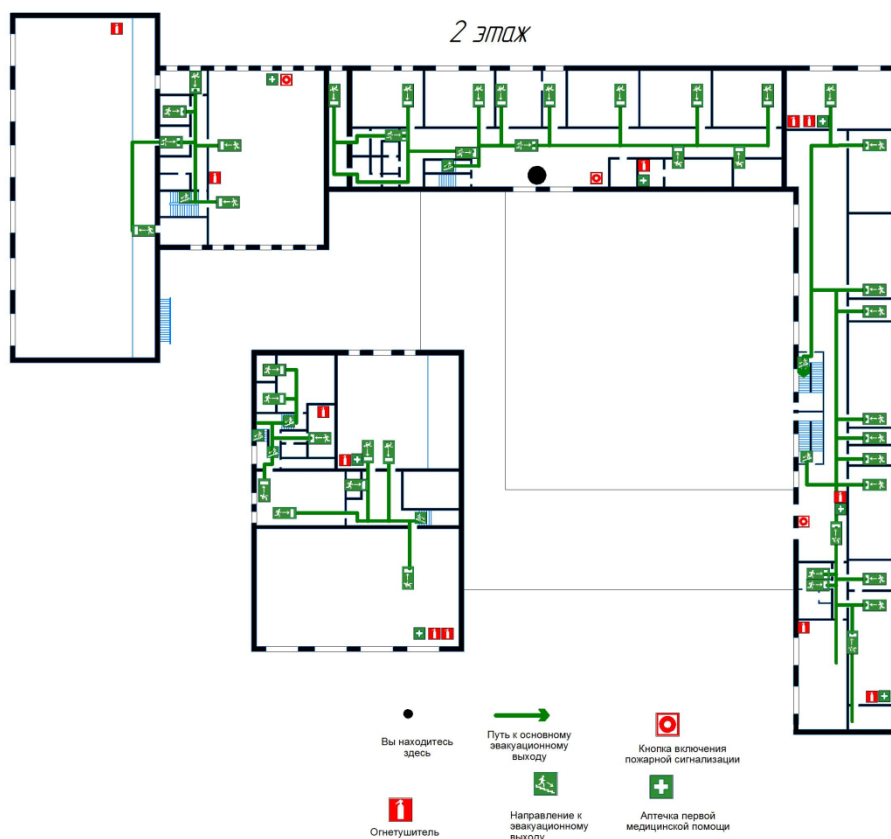 2 этаж
Вы находитесь
здесь
Путь к основному
эвакуационному
выходу
Кнопка включения
пожарной сигнализации
Огнетушитель
Направление к
эвакуационному
выходу
Аптечка первой
медицинской помощи